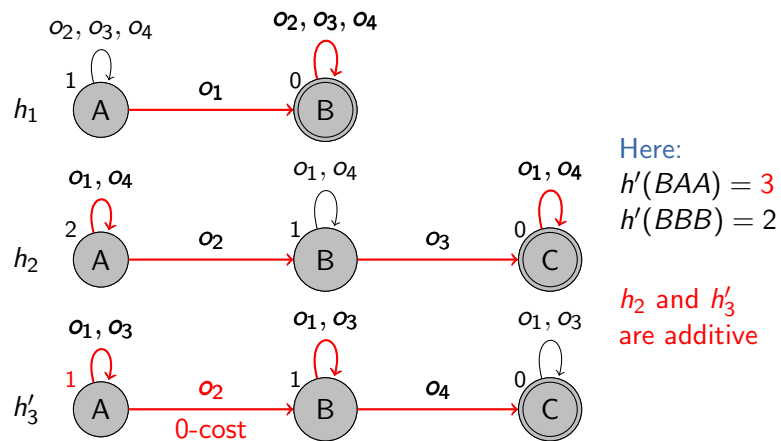 o₂, o₃, o₄
o₂, o₃, o₄
1
A
o₁
0
B
h₁
o₁, o₄
o₁, o₄
o₁, o₄
2
A
o₂
1
B
o₃
0
C
h₂
o₁, o₃
o₁, o₃
o₁, o₃
1
A
o₂
0-cost
1
B
o₄
0
C
h′₃
Here:
h′(BAA) = 3
h′(BBB) = 2
h₂ and h′₃
are additive